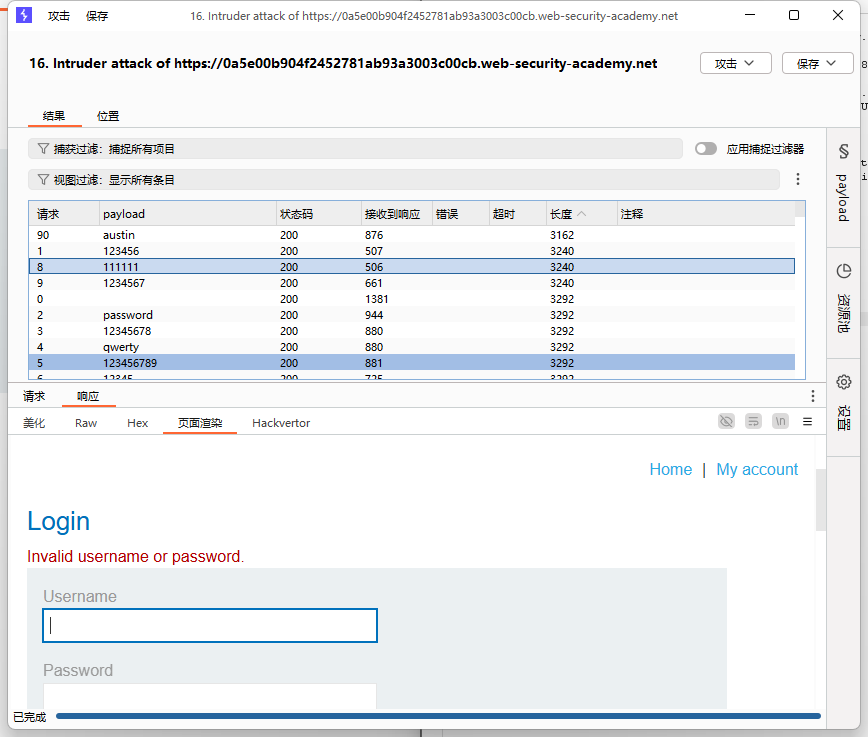 攻击 保存 16. Intruder attack of https://0a5e00b904f2452781ab93a3003c00cb.web-security-academy.net
16. Intruder attack of https://0a5e00b904f2452781ab93a3003c00cb.web-security-academy.net 攻击 保存
结果 位置
捕获过滤：捕捉所有项目 应用捕捉过滤器
视图过滤：显示所有条目
请求 payload 状态码 接收到响应 错误 超时 长度 注释
90 austin 200 876 3162
1 123456 200 507 3240
8 111111 200 506 3240
9 1234567 200 661 3240
0 200 1381 3292
2 password 200 944 3292
3 12345678 200 880 3292
4 qwerty 200 880 3292
5 123456789 200 881 3292
6 12345 200 725 3292
payload
资源池
设置
请求 响应
美化 Raw Hex 页面渲染 Hackvertor
\n
Home | My account
Login
Invalid username or password.
Username
Password
已完成